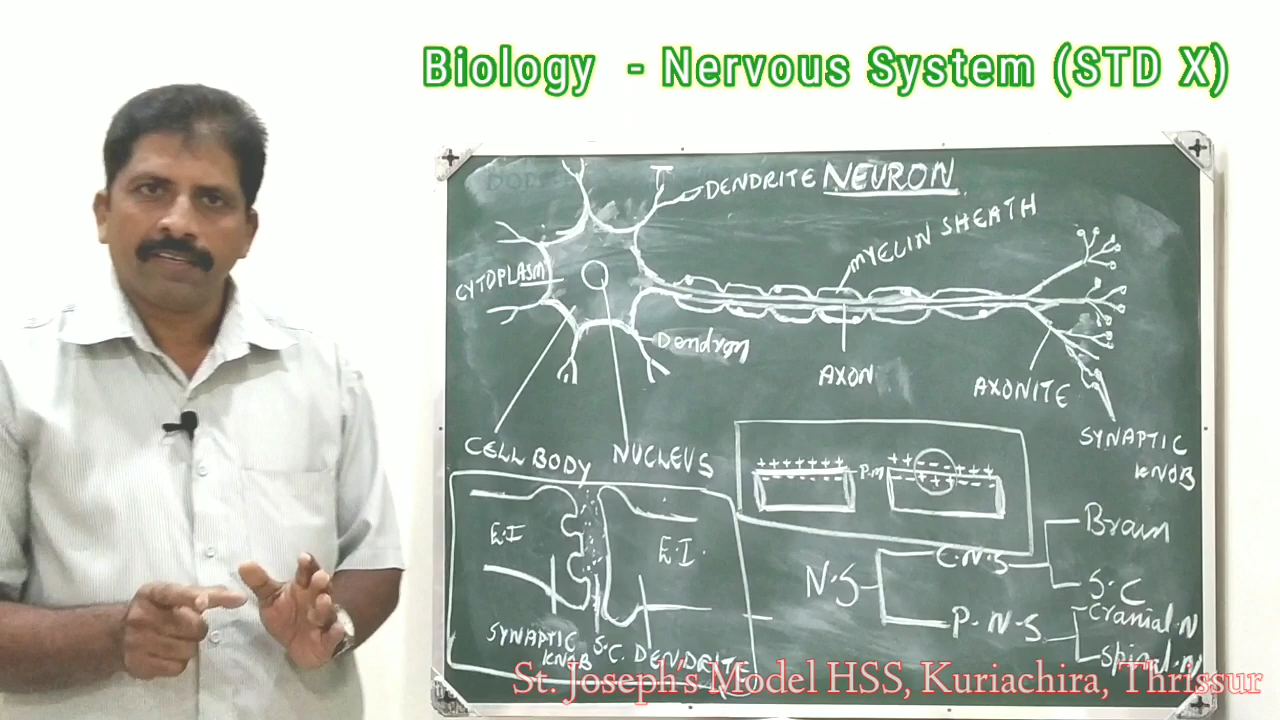 Biology - Nervous System (STD X)
DENDRITE NEURON
MYELIN SHEATH
CYTOPLASM
Dendron
AXON
AXONITE
SYNAPTIC
KNOB
CELL BODY
NUCLEUS
+++++++ P.M ++---+++
------- --+++---
E.I
E.I.
SYNAPTIC
KNOB
S.C.
DENDRITE
N.S
C.N.S
Brain
S.C
P.N.S
Cranial.N
Spinal.N
St. Joseph's Model HSS, Kuriachira, Thrissur